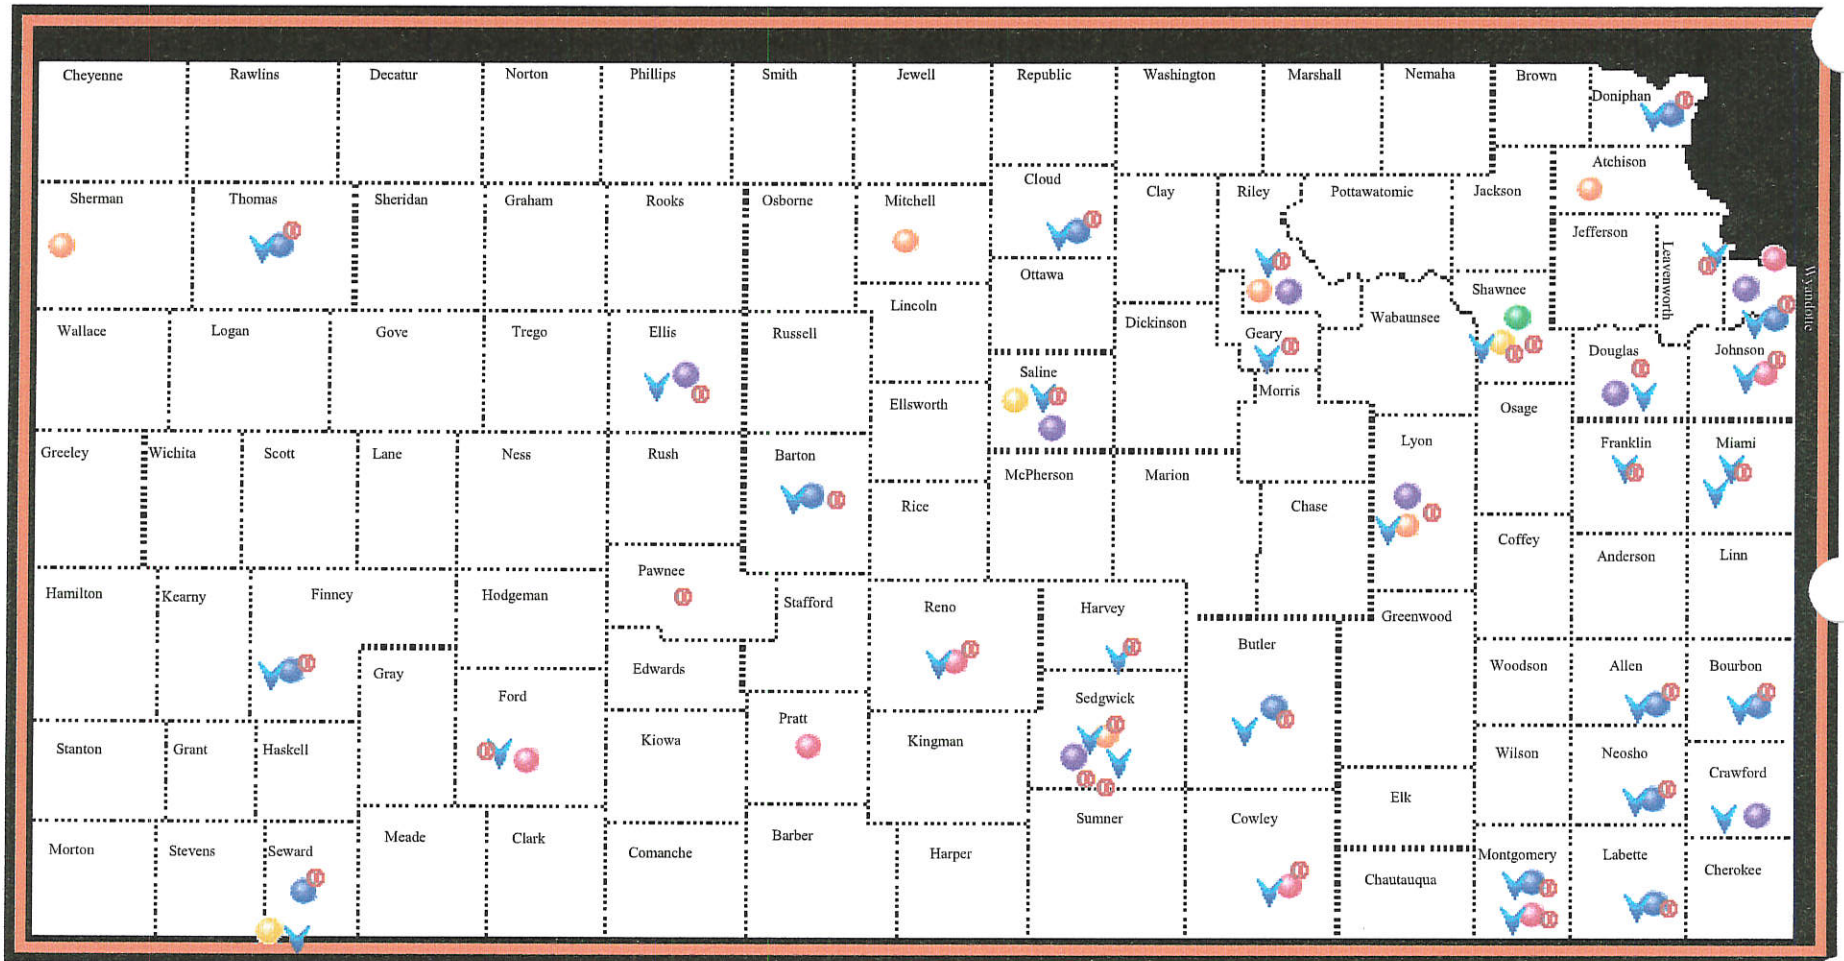 Cheyenne Rawlins Decatur Norton Phillips Smith Jewell Republic Washington Marshall Nemaha Brown
Doniphan
Atchison
Sherman Thomas Sheridan Graham Rooks Osborne Mitchell Cloud Clay Riley Pottawatomie Jackson
Jefferson
Leavenworth
Wyandotte
Ottawa
Shawnee
Lincoln
Dickinson
Wabaunsee
Geary
Wallace Logan Gove Trego Ellis Russell
Douglas Johnson
Saline
Morris
Ellsworth
Osage
Lyon
Franklin Miami
Greeley Wichita Scott Lane Ness Rush Barton
McPherson Marion
Rice
Chase
Coffey
Anderson Linn
Pawnee
Hamilton Kearny Finney Hodgeman
Stafford
Reno Harvey
Greenwood
Butler
Edwards
Woodson Allen Bourbon
Gray
Ford
Sedgwick
Pratt
Stanton Grant Haskell
Kiowa
Kingman
Wilson Neosho
Crawford
Elk
Sumner Cowley
Meade Clark
Barber
Morton Stevens Seward
Comanche
Harper
Montgomery Labette
Cherokee
Chautauqua